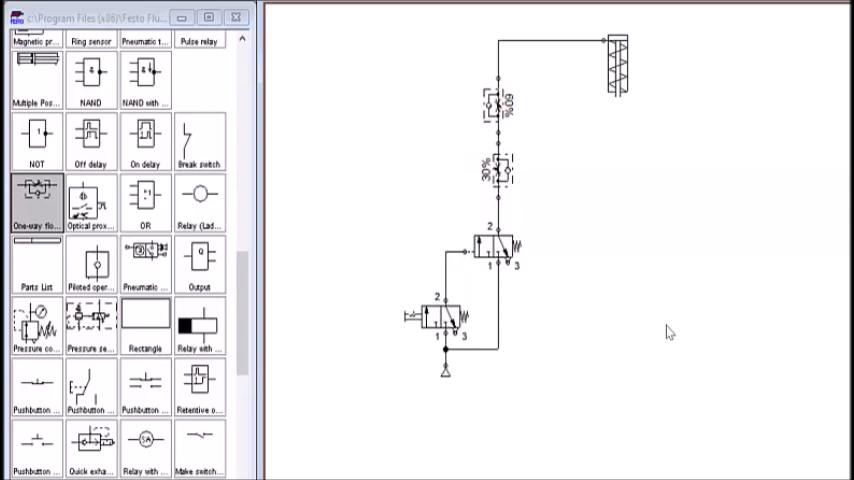 c:\Program Files (x86)\Festo Flu...
Magnetic pr...
Ring sensor
Pneumatic t...
Pulse relay
Multiple Pos...
NAND
NAND with ...
NOT
Off delay
On delay
Break switch
One-way flo...
Optical prox...
OR
Relay (Lad...
Parts List
Piloted oper...
Pneumatic ...
Output
Pressure co...
Pressure se...
Rectangle
Relay with ...
Pushbutton ...
Pushbutton ...
Pushbutton ...
Retentive o...
Pushbutton ...
Quick exha...
Relay with ...
Make switch...
60%
30%
2
1
3
2
1
3